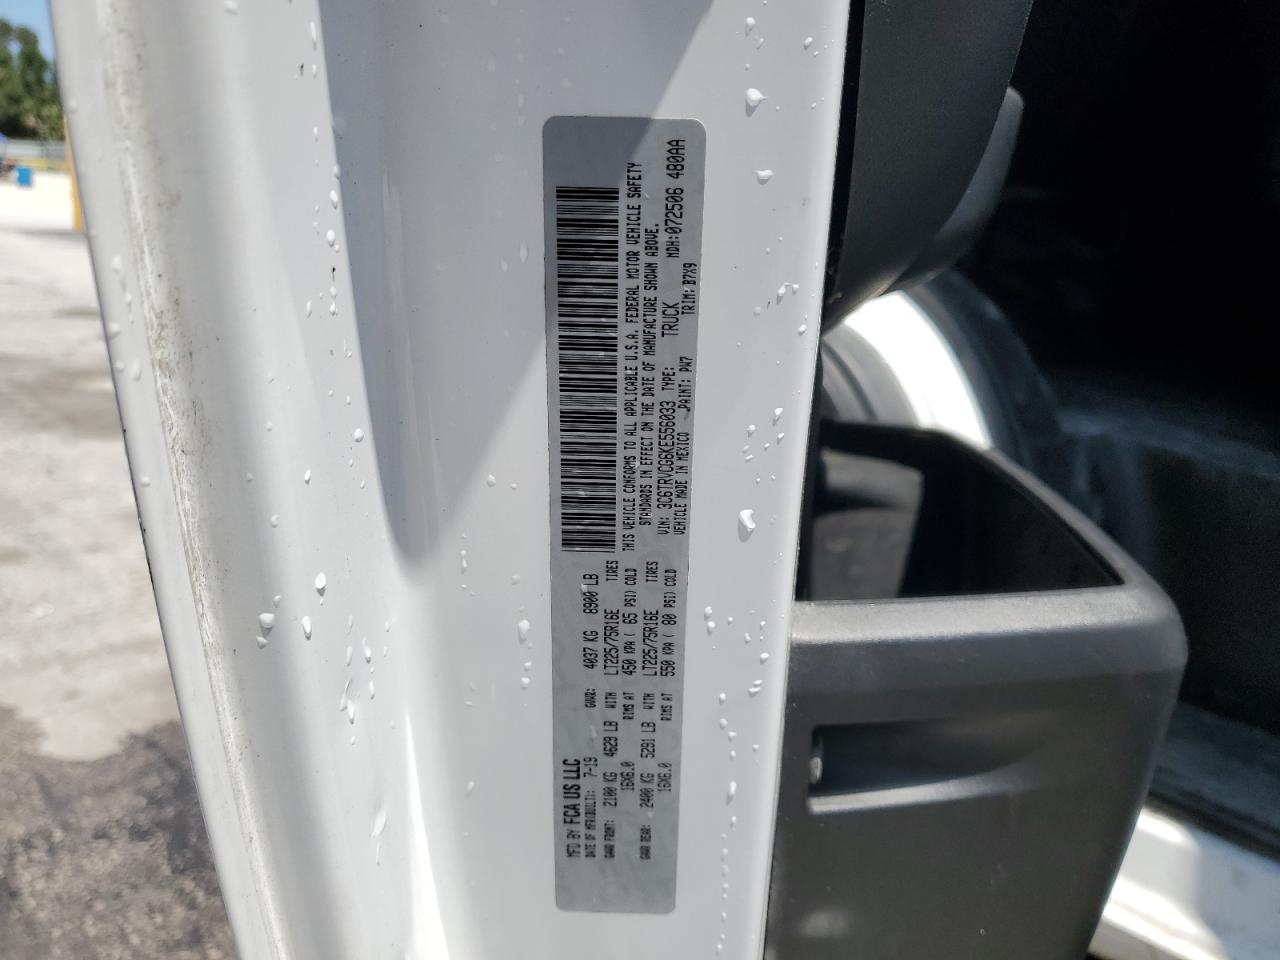 MFD BY FCA US LLC
DATE OF MFR(BUILT): 7-19 GVWR: 4037 KG 8900 LB
GAWR FRONT: 2100 KG 4629 LB WITH LT225/75R16E TIRES
16X6.0 RIMS AT 450 KPA ( 65 PSI) COLD
GAWR REAR: 2400 KG 5291 LB WITH LT225/75R16E TIRES
16X6.0 RIMS AT 550 KPA ( 80 PSI) COLD
THIS VEHICLE CONFORMS TO ALL APPLICABLE U.S.A. FEDERAL MOTOR VEHICLE SAFETY
STANDARDS IN EFFECT ON THE DATE OF MANUFACTURE SHOWN ABOVE.
VIN: 3C6TRVCG6KE556033 TYPE: TRUCK MDH:072506 480AA
VEHICLE MADE IN MEXICO PAINT: PW7 TRIM: B7X9